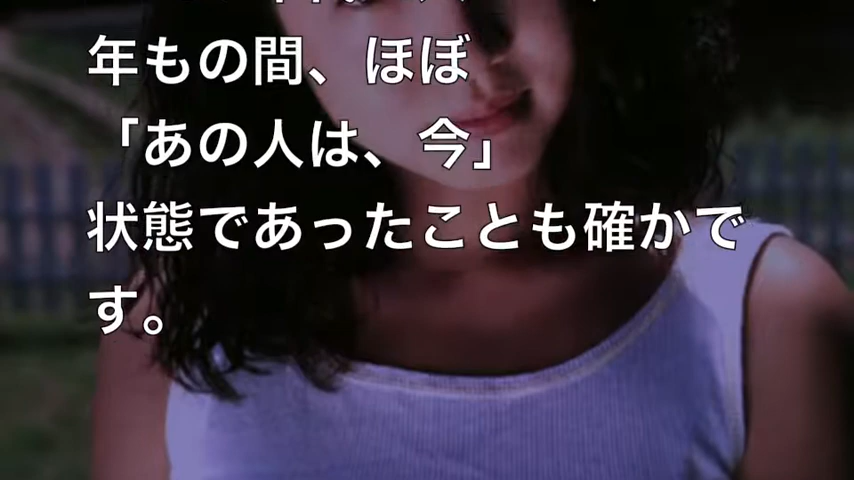 年もの間、ほぼ
「あの人は、今」
状態であったことも確かで
す。